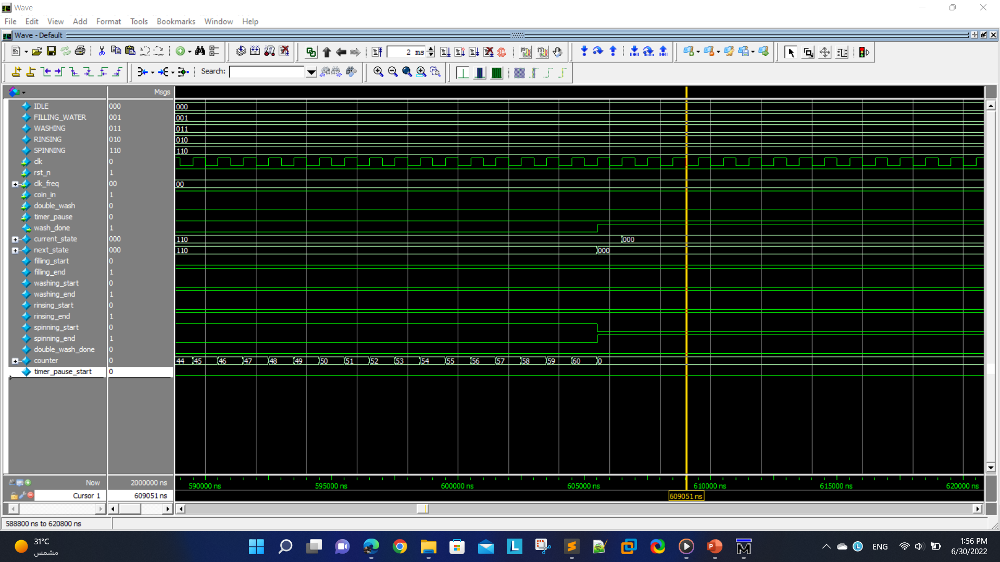 Wave
File Edit View Add Format Tools Bookmarks Window Help
Wave - Default
2 ms
Search:
Msgs
IDLE 000 000
FILLING_WATER 001 001
WASHING 011 011
RINSING 010 010
SPINNING 110 110
clk 0
rst_n 1
clk_freq 00 00
coin_in 1
double_wash 0
timer_pause 0
wash_done 1
current_state 000 110 000
next_state 000 110 000
filling_start 0
filling_end 1
washing_start 0
washing_end 1
rinsing_start 0
rinsing_end 1
spinning_start 0
spinning_end 1
double_wash_done 0
counter 0 44 45 46 47 48 49 50 51 52 53 54 55 56 57 58 59 60 0
timer_pause_start 0
Now 2000000 ns
590000 ns 595000 ns 600000 ns 605000 ns 610000 ns 615000 ns 620000 ns
Cursor 1 609051 ns 609051 ns
588800 ns to 620800 ns
31°C
مشمس
L
L
P
M
ENG
1:56 PM
6/30/2022